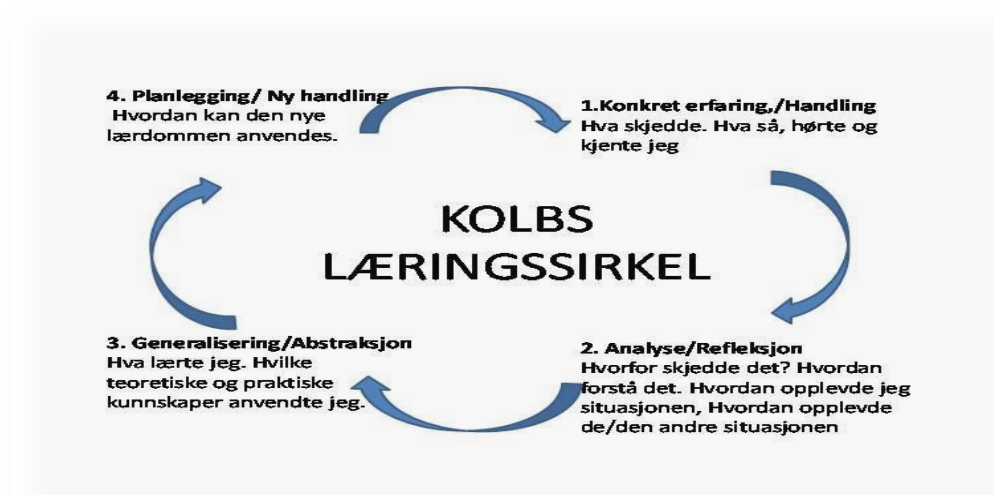 4. Planlegging/ Ny handling
Hvordan kan den nye
lærdommen anvendes.
1.Konkret erfaring,/Handling
Hva skjedde. Hva så, hørte og
kjente jeg
KOLBS
LÆRINGSSIRKEL
3. Generalisering/Abstraksjon
Hva lærte jeg. Hvilke
teoretiske og praktiske
kunnskaper anvendte jeg.
2. Analyse/Refleksjon
Hvorfor skjedde det? Hvordan
forstå det. Hvordan opplevde jeg
situasjonen, Hvordan opplevde
de/den andre situasjonen